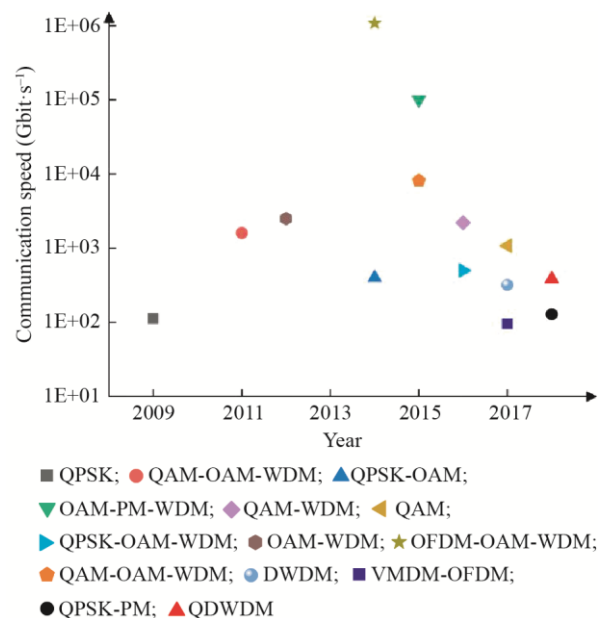 Communication speed (Gbit·s⁻¹)
1E+06
1E+05
1E+04
1E+03
1E+02
1E+01
2009 2011 2013 2015 2017
Year
QPSK; QAM-OAM-WDM; QPSK-OAM;
OAM-PM-WDM; QAM-WDM; QAM;
QPSK-OAM-WDM; OAM-WDM; OFDM-OAM-WDM;
QAM-OAM-WDM; DWDM; VMDM-OFDM;
QPSK-PM; QDWDM